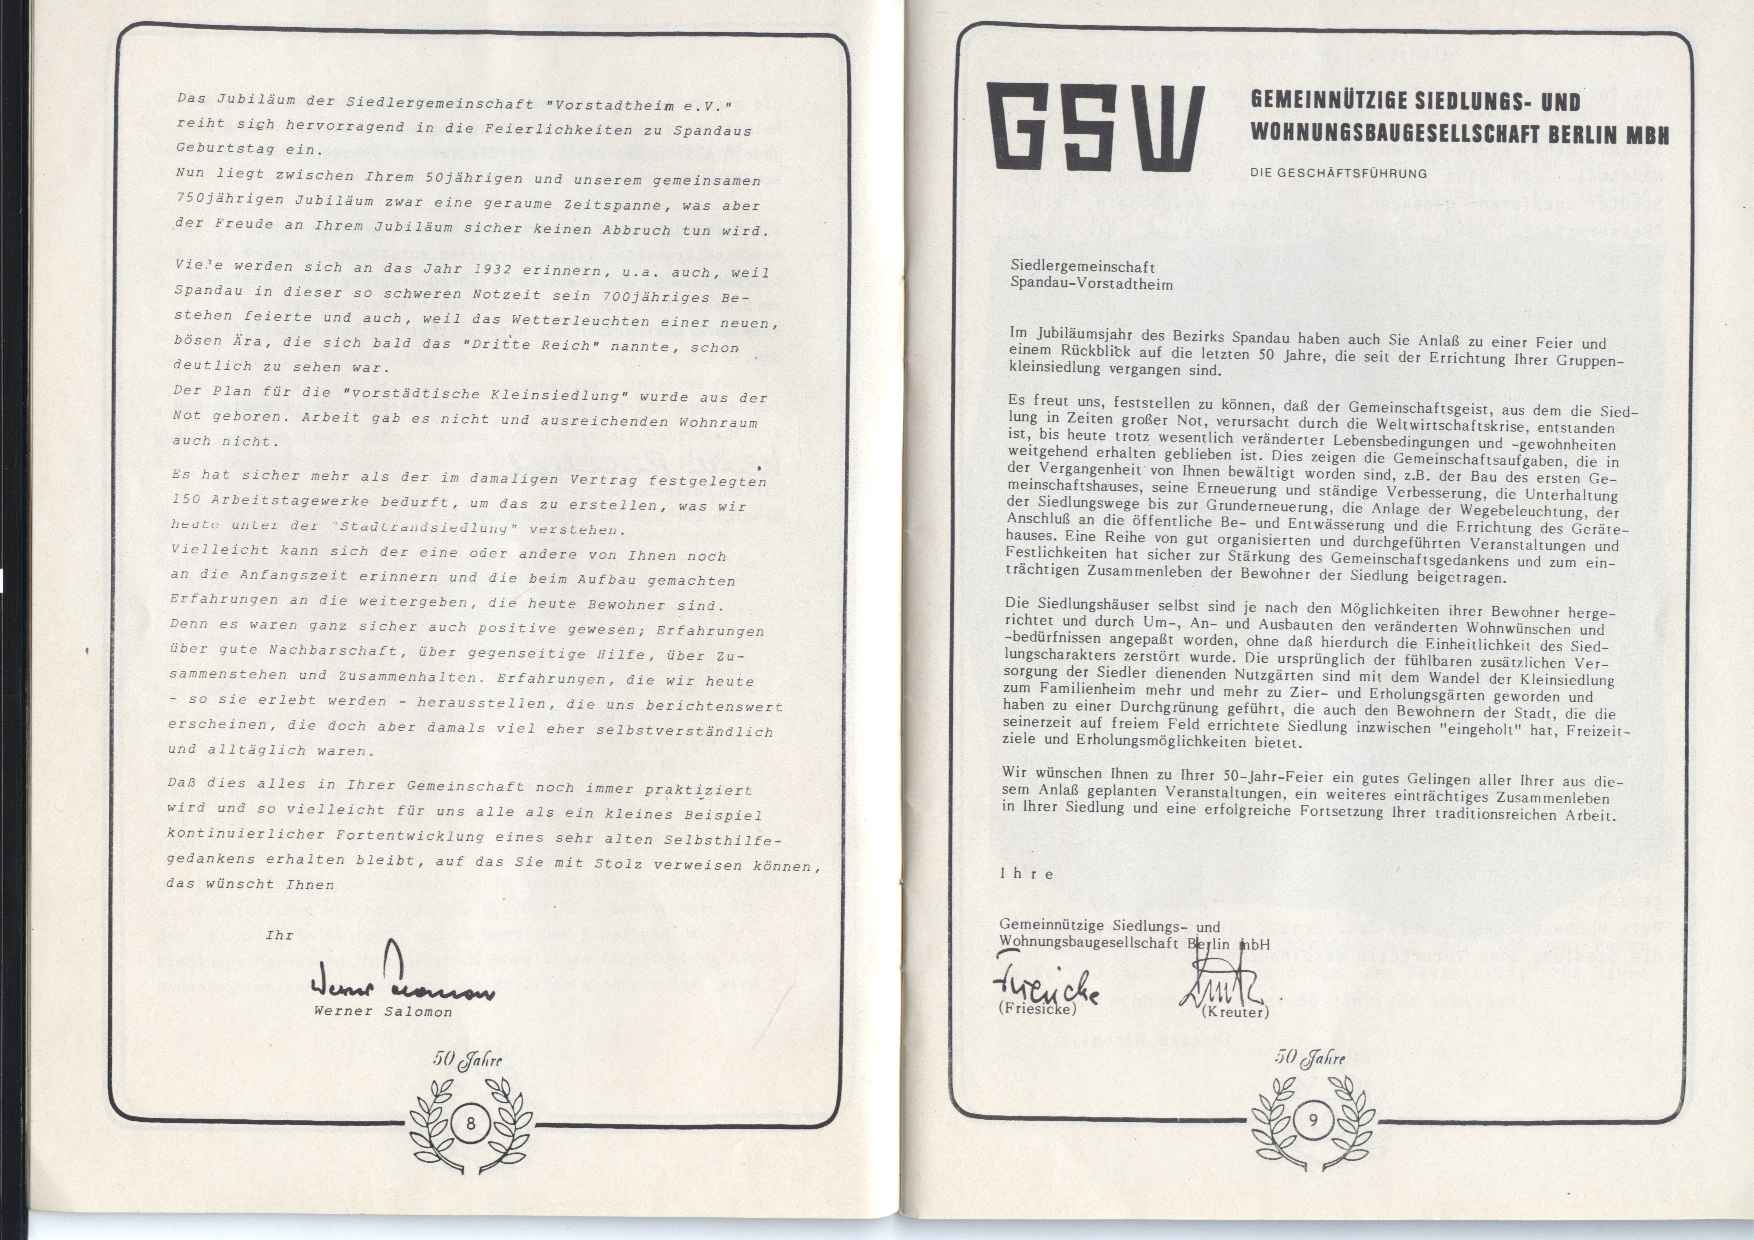 Das Jubiläum der Siedlergemeinschaft "Vorstadtheim e.V."
reiht sich hervorragend in die Feierlichkeiten zu Spandaus
Geburtstag ein.
Nun liegt zwischen Ihrem 50jährigen und unserem gemeinsamen
750jährigen Jubiläum zwar eine geraume Zeitspanne, was aber
der Freude an Ihrem Jubiläum sicher keinen Abbruch tun wird.
Viele werden sich an das Jahr 1932 erinnern, u.a. auch, weil
Spandau in dieser so schweren Notzeit sein 700jähriges Be-
stehen feierte und auch, weil das Wetterleuchten einer neuen,
bösen Ära, die sich bald das "Dritte Reich" nannte, schon
deutlich zu sehen war.
Der Plan für die "vorstädtische Kleinsiedlung" wurde aus der
Not geboren. Arbeit gab es nicht und ausreichenden Wohnraum
auch nicht.
Es hat sicher mehr als der im damaligen Vertrag festgelegten
150 Arbeitstagewerke bedurft, um das zu erstellen, was wir
heute unter der "Stadtrandsiedlung" verstehen.
Vielleicht kann sich der eine oder andere von Ihnen noch
an die Anfangszeit erinnern und die beim Aufbau gemachten
Erfahrungen an die weitergeben, die heute Bewohner sind.
Denn es waren ganz sicher auch positive gewesen; Erfahrungen
über gute Nachbarschaft, über gegenseitige Hilfe, über Zu-
sammenstehen und Zusammenhalten. Erfahrungen, die wir heute
- so sie erlebt werden - herausstellen, die uns berichtenswert
erscheinen, die doch aber damals viel eher selbstverständlich
und alltäglich waren.
Daß dies alles in Ihrer Gemeinschaft noch immer praktiziert
wird und so vielleicht für uns alle als ein kleines Beispiel
kontinuierlicher Fortentwicklung eines sehr alten Selbsthilfe-
gedankens erhalten bleibt, auf das Sie mit Stolz verweisen können,
das wünscht Ihnen
Ihr
Werner Salomon
Werner Salomon
50 Jahre
8
GSW
GEMEINNÜTZIGE SIEDLUNGS- UND
WOHNUNGSBAUGESELLSCHAFT BERLIN MBH
DIE GESCHÄFTSFÜHRUNG
Siedlergemeinschaft
Spandau-Vorstadtheim
Im Jubiläumsjahr des Bezirks Spandau haben auch Sie Anlaß zu einer Feier und
einem Rückblick auf die letzten 50 Jahre, die seit der Errichtung Ihrer Gruppen-
kleinsiedlung vergangen sind.
Es freut uns, feststellen zu können, daß der Gemeinschaftsgeist, aus dem die Sied-
lung in Zeiten großer Not, verursacht durch die Weltwirtschaftskrise, entstanden
ist, bis heute trotz wesentlich veränderter Lebensbedingungen und -gewohnheiten
weitgehend erhalten geblieben ist. Dies zeigen die Gemeinschaftsaufgaben, die in
der Vergangenheit von Ihnen bewältigt worden sind, z.B. der Bau des ersten Ge-
meinschaftshauses, seine Erneuerung und ständige Verbesserung, die Unterhaltung
der Siedlungswege bis zur Grunderneuerung, die Anlage der Wegebeleuchtung, der
Anschluß an die öffentliche Be- und Entwässerung und die Errichtung des Geräte-
hauses. Eine Reihe von gut organisierten und durchgeführten Veranstaltungen und
Festlichkeiten hat sicher zur Stärkung des Gemeinschaftsgedankens und zum ein-
trächtigen Zusammenleben der Bewohner der Siedlung beigetragen.
Die Siedlungshäuser selbst sind je nach den Möglichkeiten ihrer Bewohner herge-
richtet und durch Um-, An- und Ausbauten den veränderten Wohnwünschen und
-bedürfnissen angepaßt worden, ohne daß hierdurch die Einheitlichkeit des Sied-
lungscharakters zerstört wurde. Die ursprünglich der fühlbaren zusätzlichen Ver-
sorgung der Siedler dienenden Nutzgärten sind mit dem Wandel der Kleinsiedlung
zum Familienheim mehr und mehr zu Zier- und Erholungsgärten geworden und
haben zu einer Durchgrünung geführt, die auch den Bewohnern der Stadt, die die
seinerzeit auf freiem Feld errichtete Siedlung inzwischen "eingeholt" hat, Freizeit-
ziele und Erholungsmöglichkeiten bietet.
Wir wünschen Ihnen zu Ihrer 50-Jahr-Feier ein gutes Gelingen aller Ihrer aus die-
sem Anlaß geplanten Veranstaltungen, ein weiteres einträchtiges Zusammenleben
in Ihrer Siedlung und eine erfolgreiche Fortsetzung Ihrer traditionsreichen Arbeit.
I h r e
Gemeinnützige Siedlungs- und
Wohnungsbaugesellschaft Berlin mbH
Friesicke
(Friesicke) (Kreuter)
50 Jahre
9